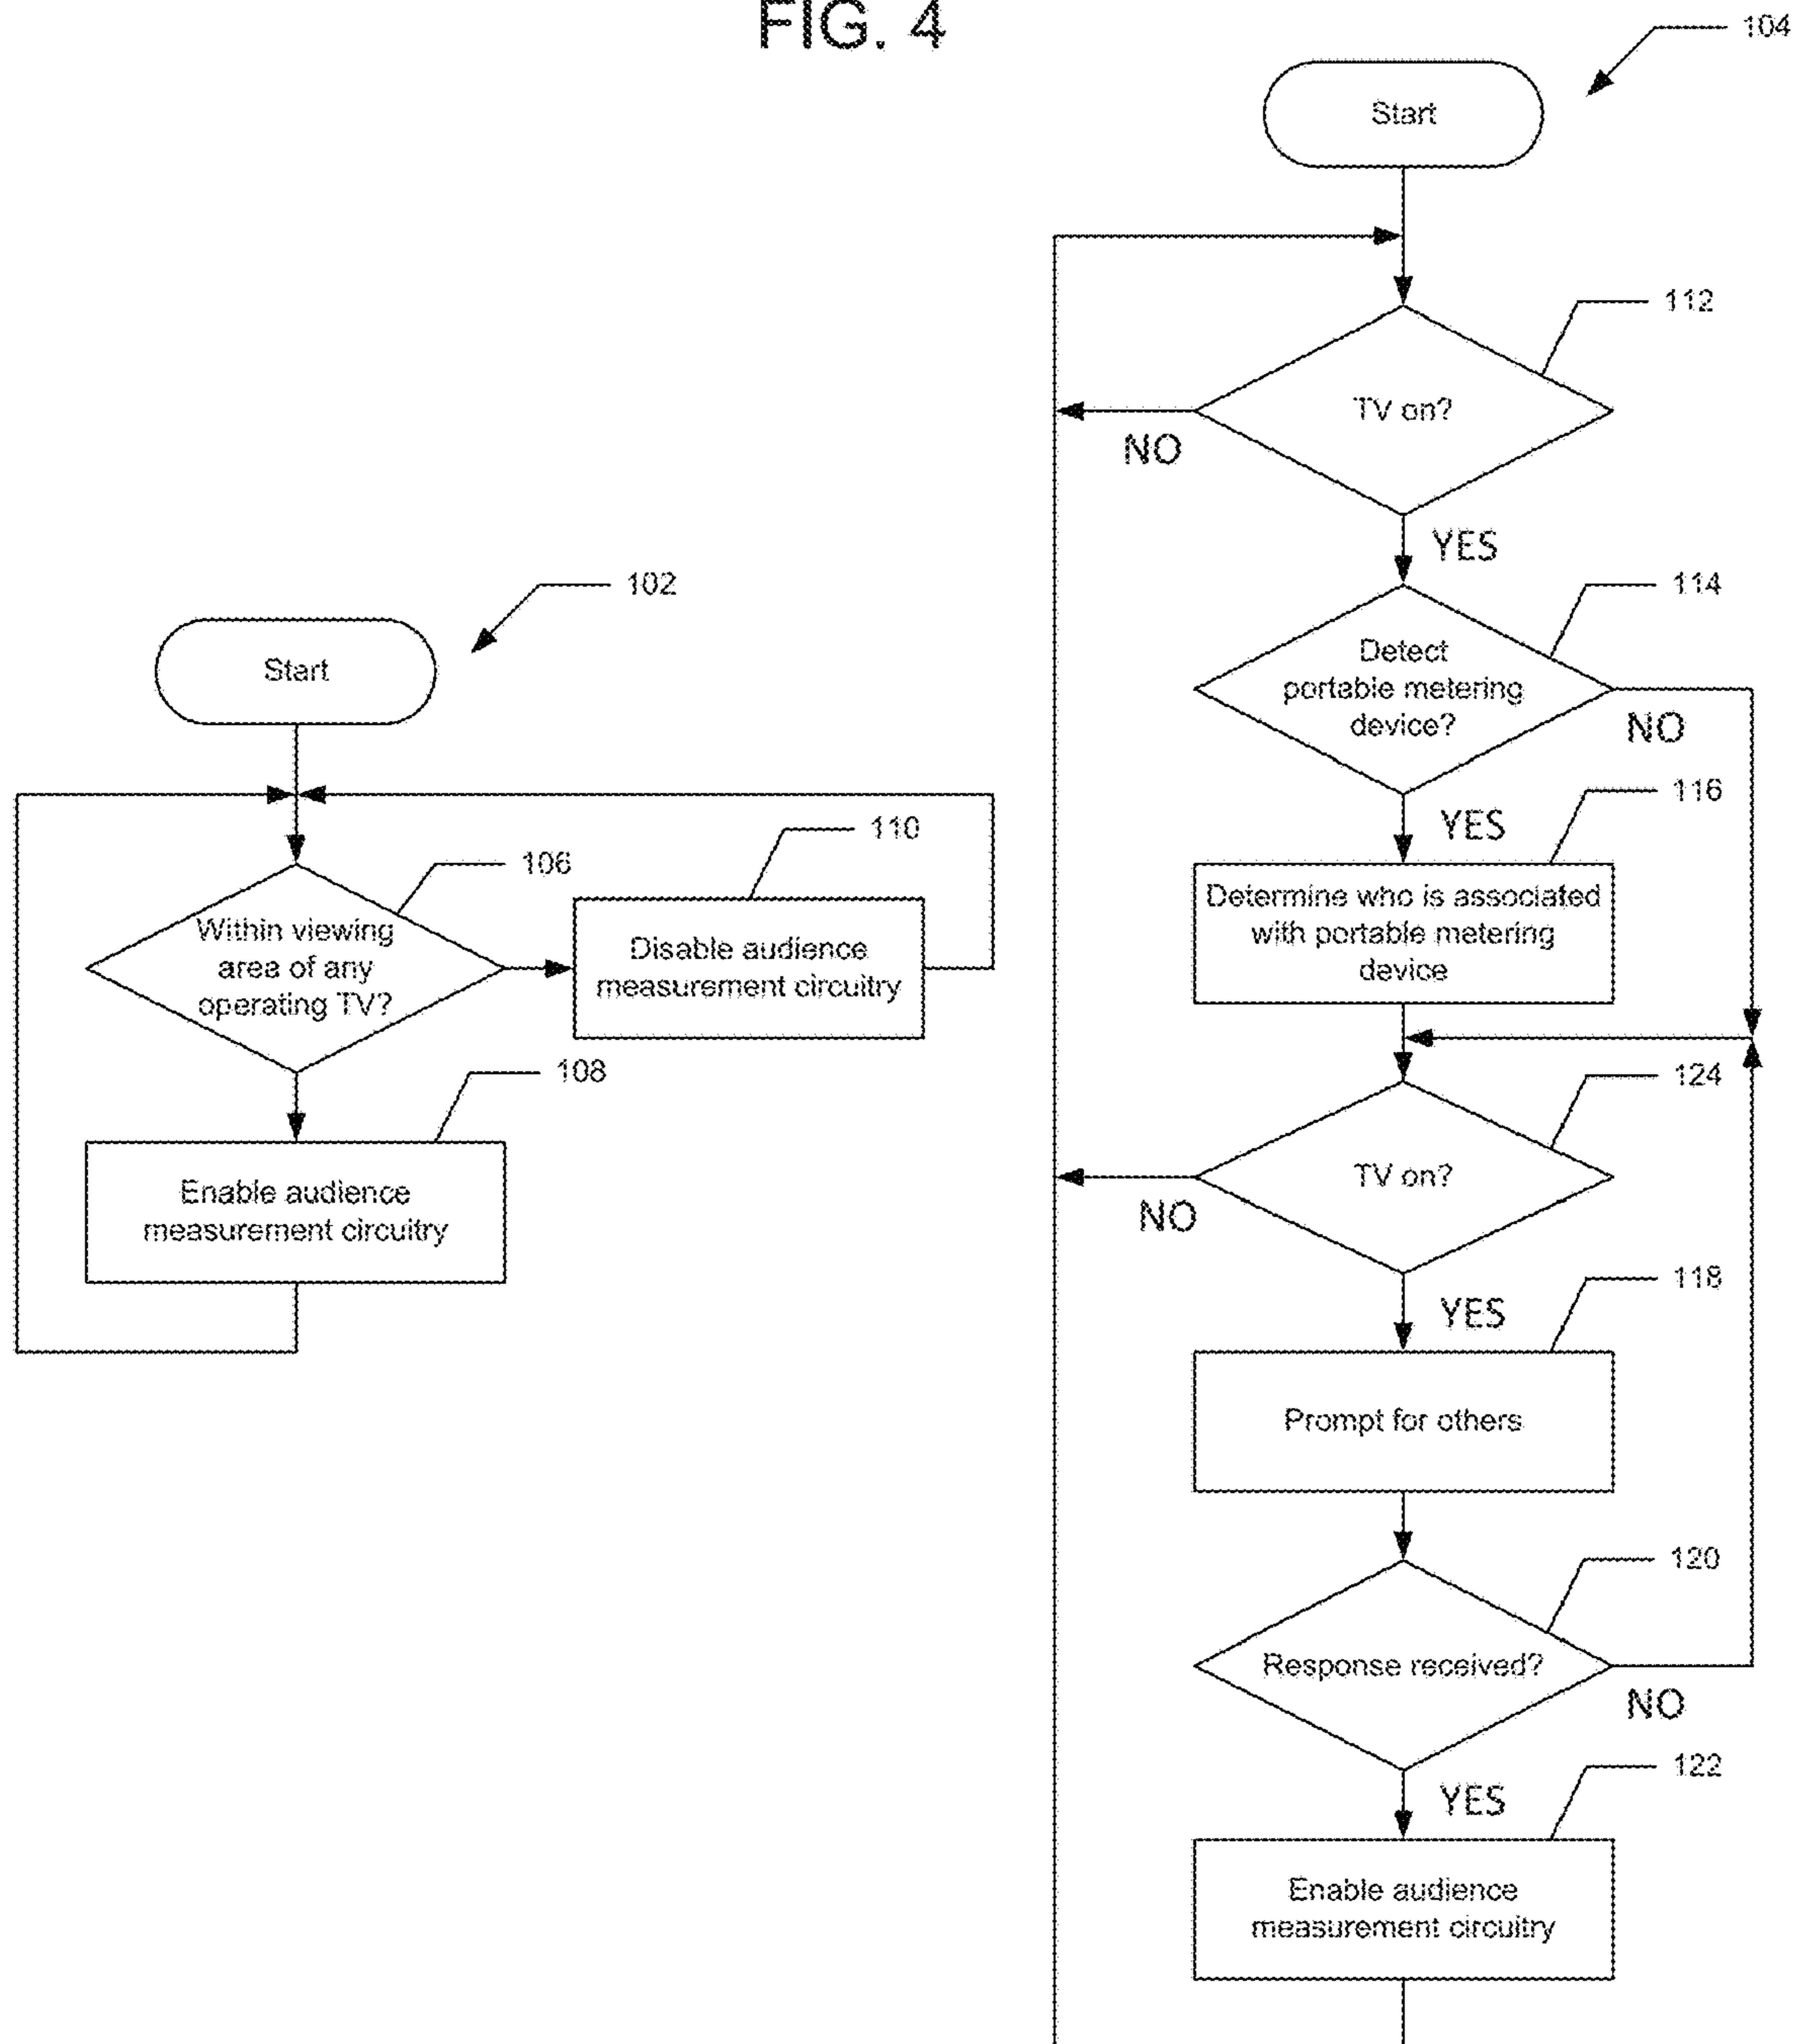 FIG. 4
104
Start
112
TV on?
NO
YES
114
Detect
portable metering
device?
NO
YES
116
Determine who is associated
with portable metering
device
124
TV on?
NO
YES
118
Prompt for others
120
Response received?
NO
YES
122
Enable audience
measurement circuitry
102
Start
110
106
Within viewing
area of any
operating TV?
Disable audience
measurement circuitry
108
Enable audience
measurement circuitry